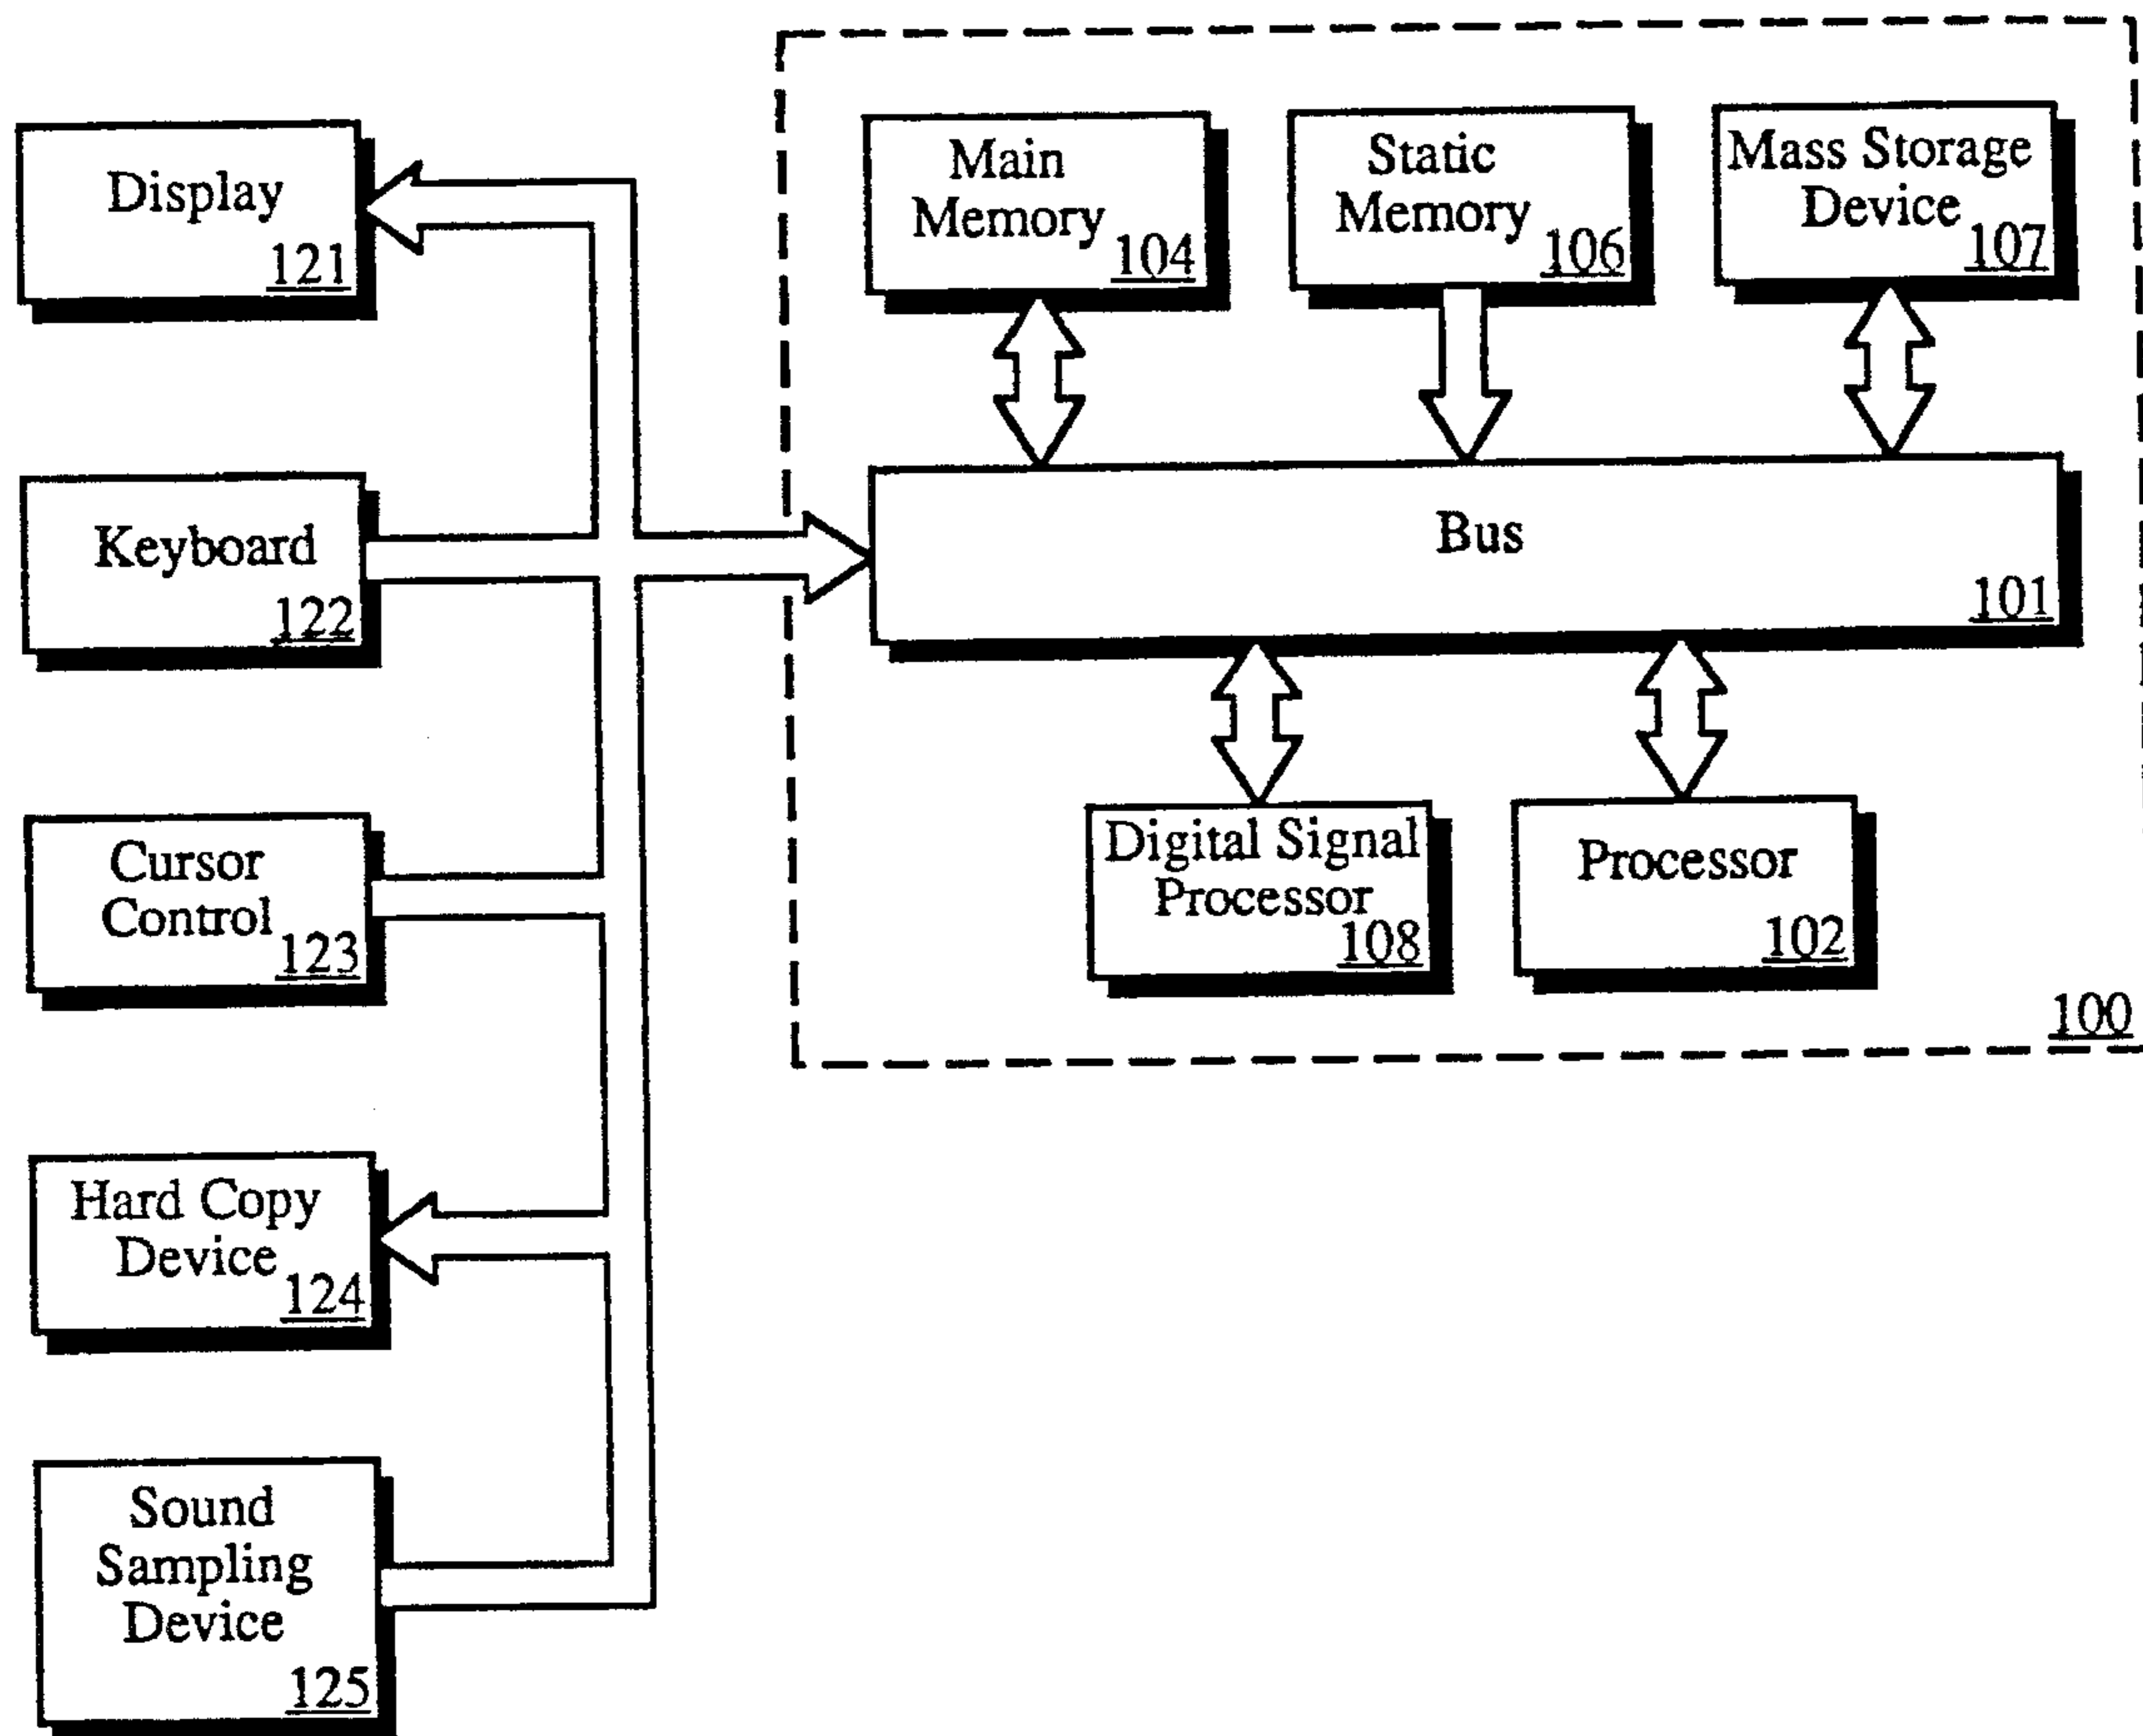 Display
121
Keyboard
122
Cursor
Control
123
Hard Copy
Device
124
Sound
Sampling
Device
125
Main
Memory
104
Static
Memory
106
Mass Storage
Device
107
Bus
101
Digital Signal
Processor
108
Processor
102
100